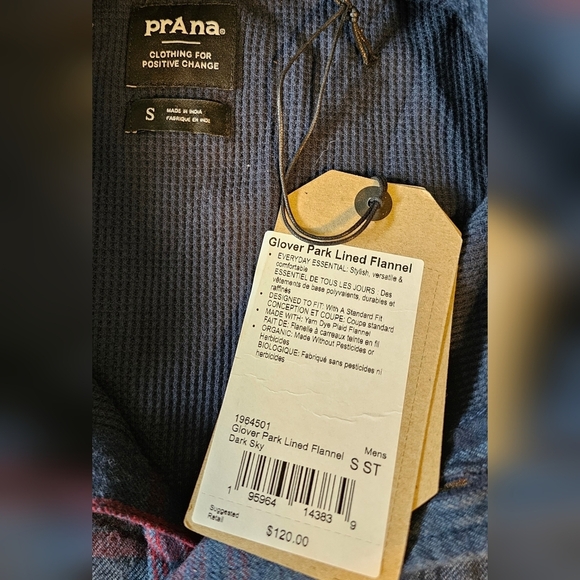 prAna®
CLOTHING FOR
POSITIVE CHANGE
S
MADE IN INDIA
FABRIQUÉ EN INDE
Glover Park Lined Flannel
• EVERYDAY ESSENTIAL: Stylish, versatile &
comfortable
ESSENTIEL DE TOUS LES JOURS : Des
vêtements de base polyvalents, durables et
raffinés
• DESIGNED TO FIT: With A Standard Fit
CONCEPTION ET COUPE: Coupe standard
• MADE WITH: Yarn Dye Plaid Flannel
FAIT DE: Flanelle à carreaux teinte en fil
• ORGANIC: Made Without Pesticides or
Herbicides
BIOLOGIQUE: Fabriqué sans pesticides ni
herbicides
1964501
Glover Park Lined Flannel
Mens
Dark Sky
S ST
1 95964 14383 9
Suggested
Retail
$120.00